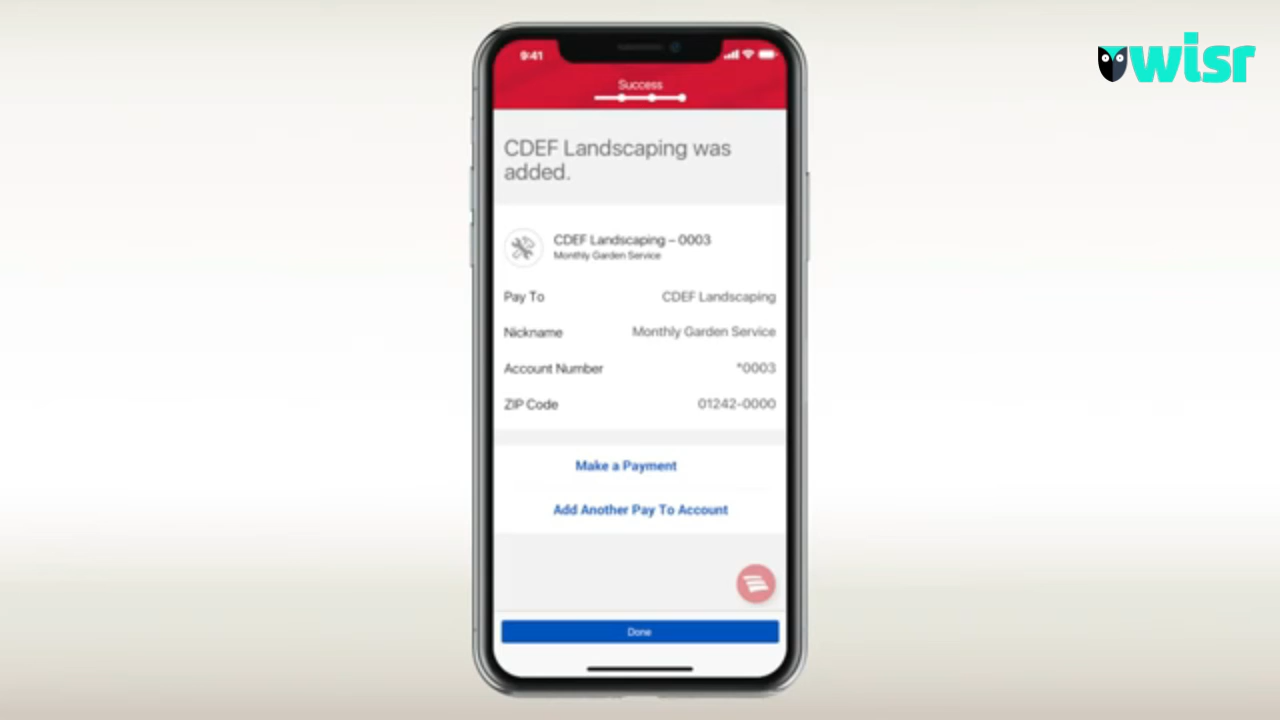 wisr
9:41
Success
CDEF Landscaping was
added.
CDEF Landscaping – 0003
Monthly Garden Service
Pay To CDEF Landscaping
Nickname Monthly Garden Service
Account Number *0003
ZIP Code 01242-0000
Make a Payment
Add Another Pay To Account
Done